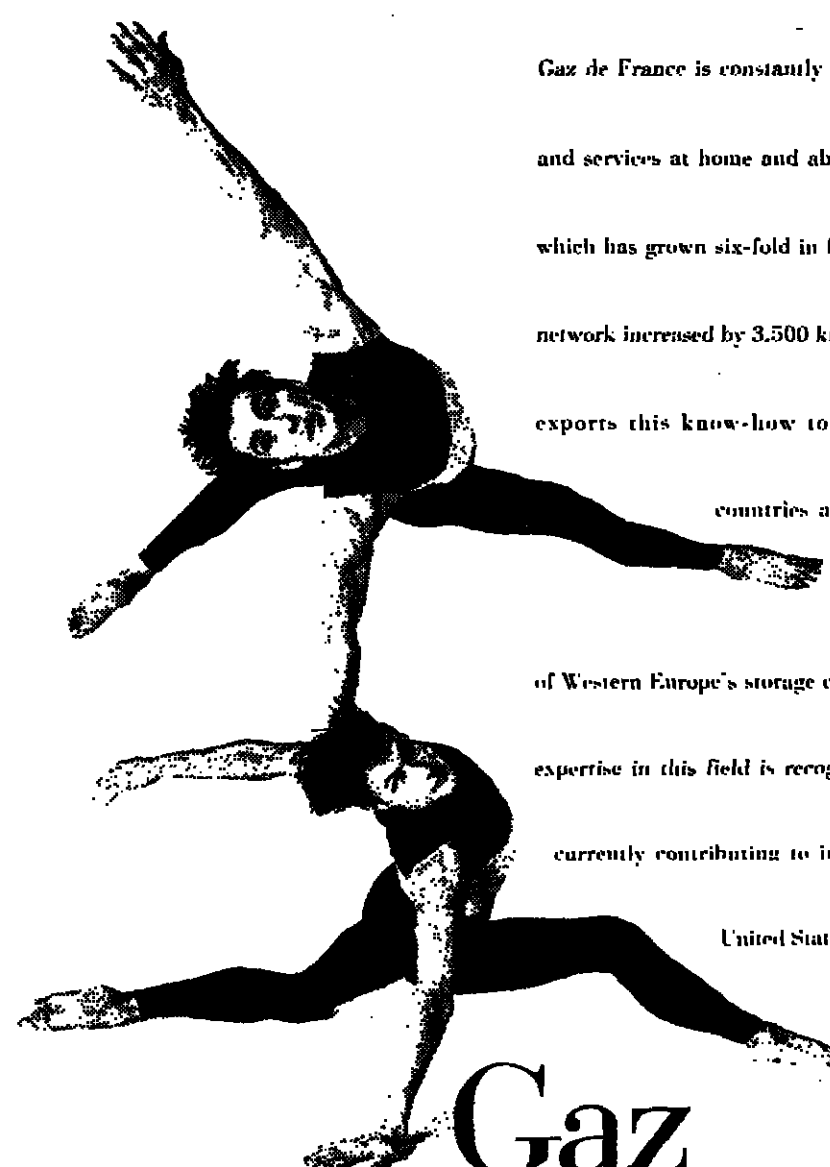 Gaz de France is constantly
and services at home and ab
which has grown six-fold in
network increased by 3.500 k
exports this know-how to
countries a
of Western Europe's storage
expertise in this field is recog
currently contributing to i
United Stat
Gaz